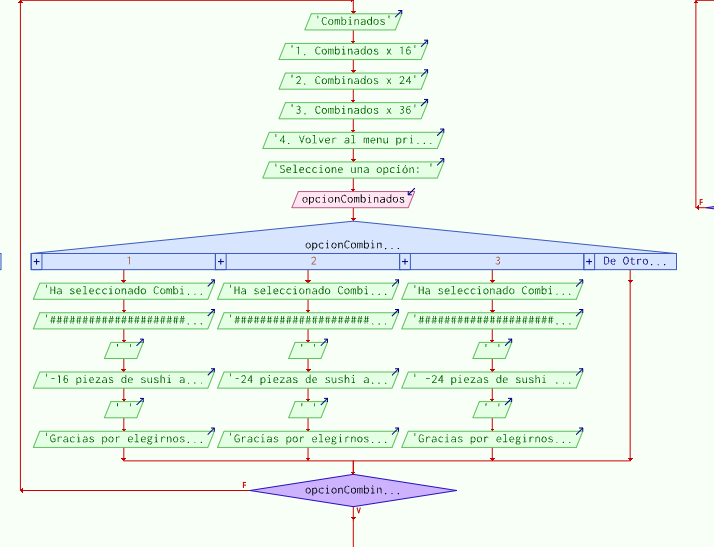 'Combinados'
'1. Combinados x 16'
'2. Combinados x 24'
'3. Combinados x 36'
'4. Volver al menu pri...
'Seleccione una opción: '
opcionCombinados
opcionCombin...
+ 1 + 2 + 3 + De Otro...
'Ha seleccionado Combi... 'Ha seleccionado Combi... 'Ha seleccionado Combi...
'#####################... '#####################... '#####################...
' ' ' ' ' '
'-16 piezas de sushi a... '-24 piezas de sushi a... ' -24 piezas de sushi ...
' ' ' ' ' '
'Gracias por elegirnos... 'Gracias por elegirnos... 'Gracias por elegirnos...
F opcionCombin...
V
F